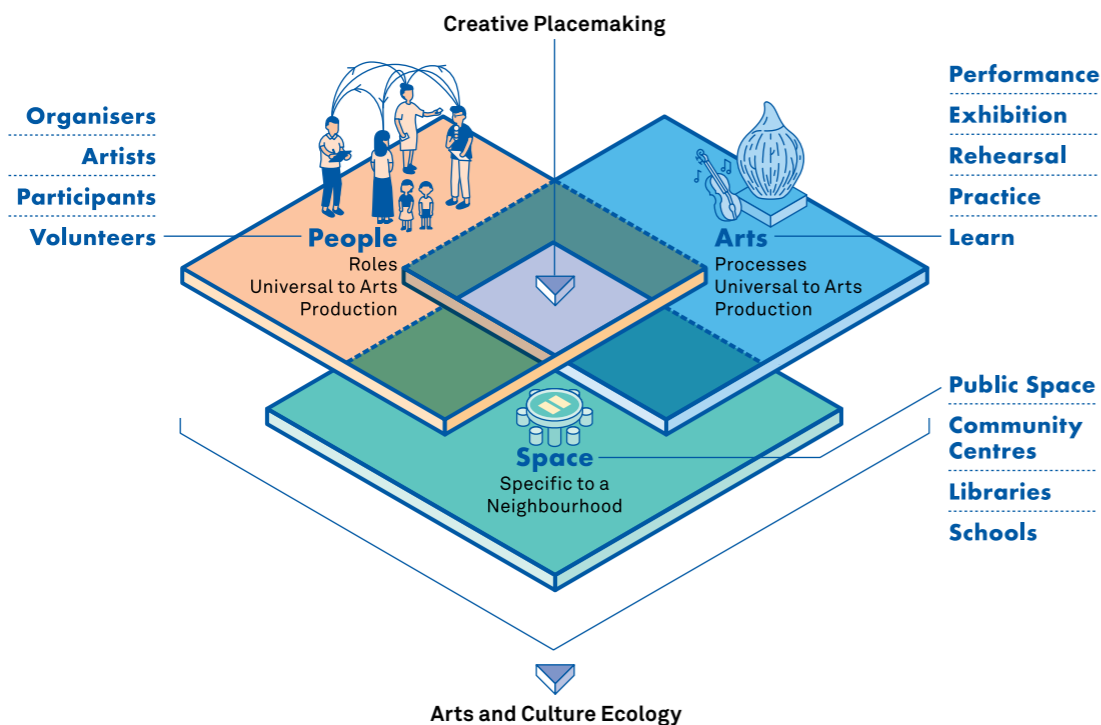 Creative Placemaking
Organisers
Artists
Participants
Volunteers
People
Roles
Universal to Arts
Production
Performance
Exhibition
Rehearsal
Practice
Learn
Arts
Processes
Universal to Arts
Production
Space
Specific to a
Neighbourhood
Public Space
Community
Centres
Libraries
Schools
Arts and Culture Ecology